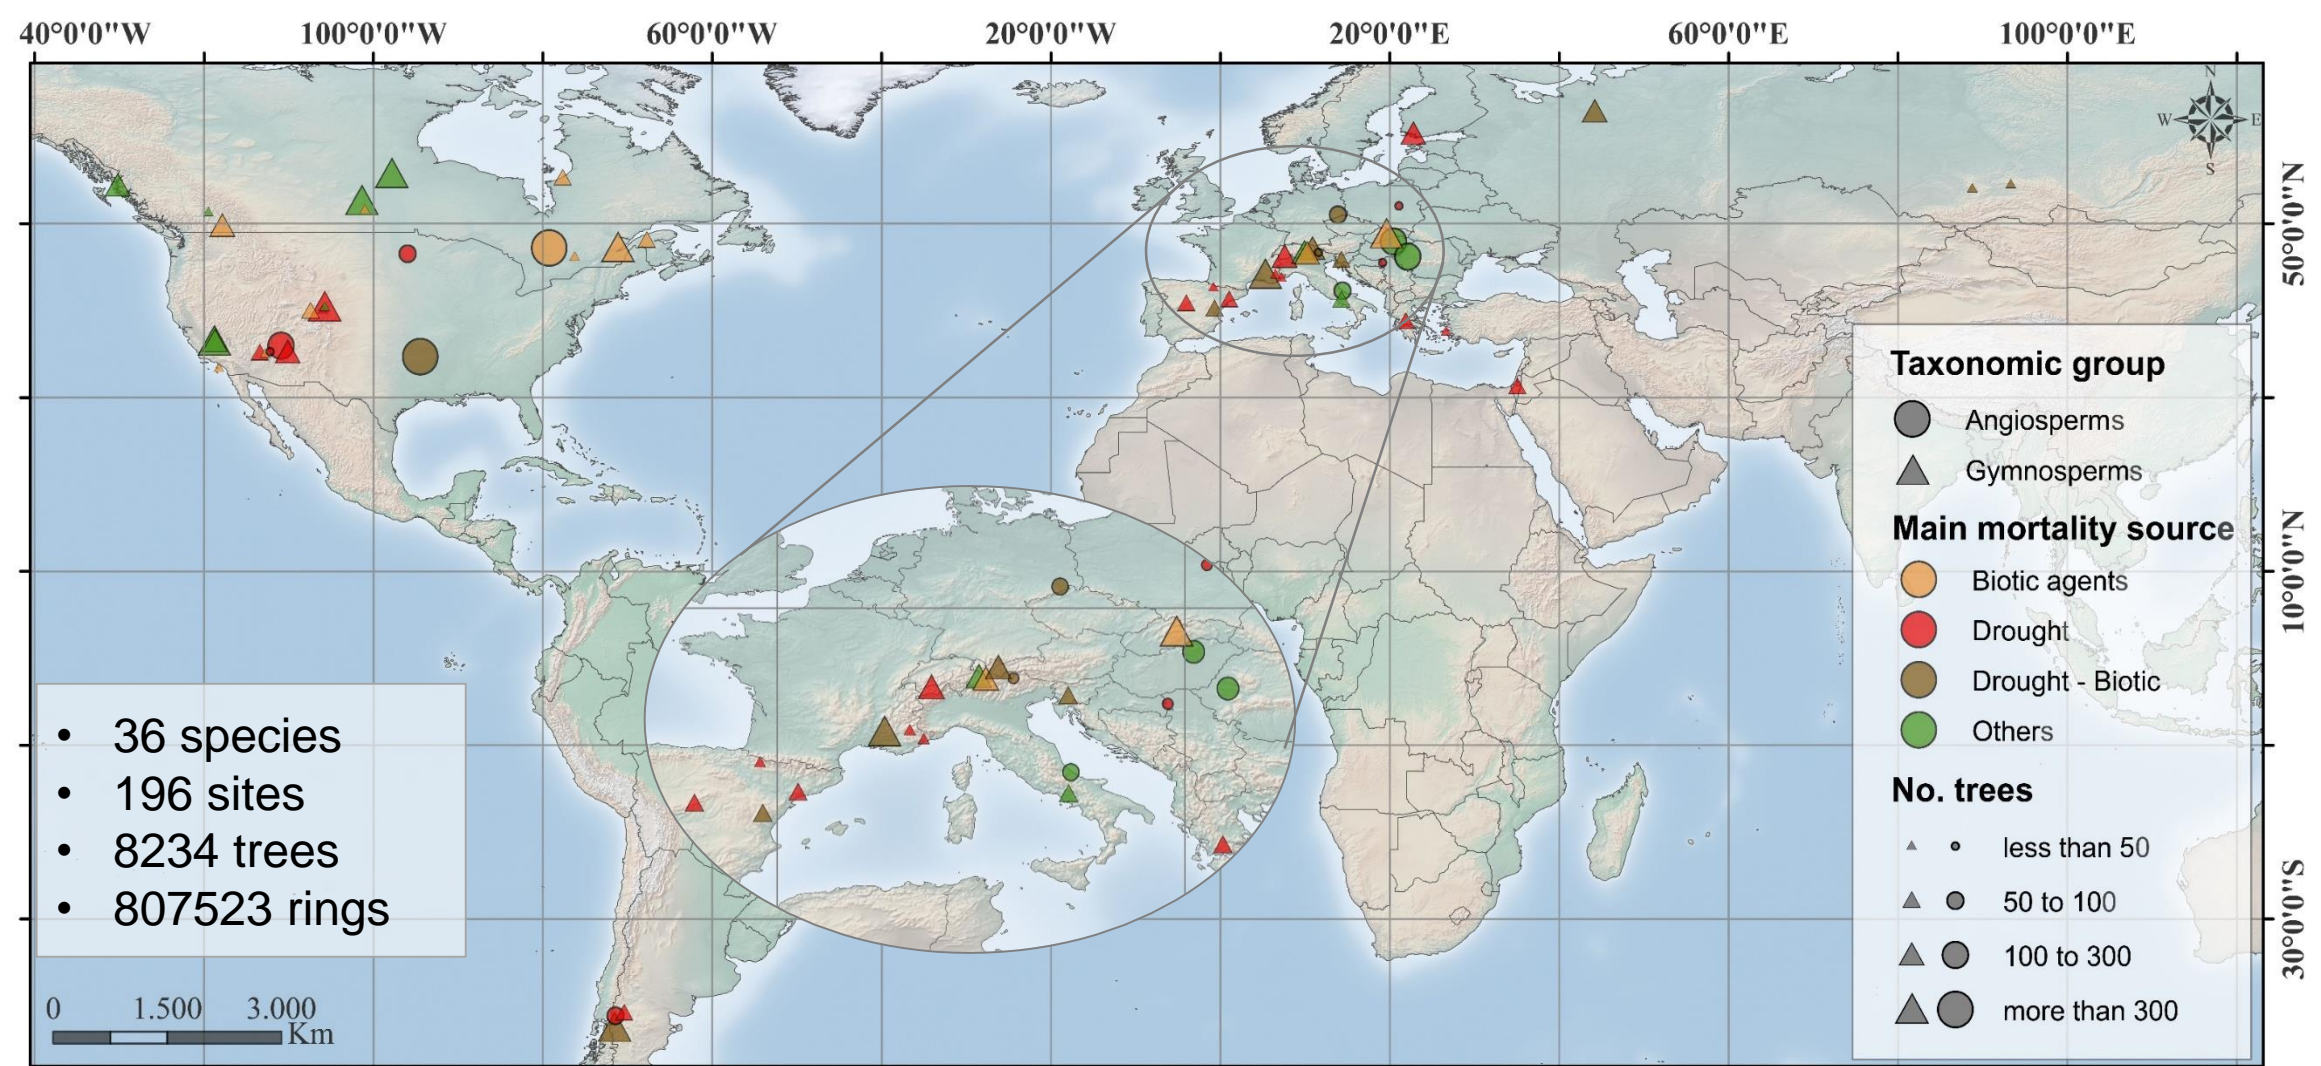 40°0'0"W 100°0'0"W 60°0'0"W 20°0'0"W 20°0'0"E 60°0'0"E 100°0'0"E
N
W E
S
50°0'0"N
10°0'0"N
30°0'0"S
Taxonomic group
Angiosperms
Gymnosperms
Main mortality source
Biotic agents
Drought
Drought - Biotic
Others
No. trees
less than 50
50 to 100
100 to 300
more than 300
• 36 species
• 196 sites
• 8234 trees
• 807523 rings
0 1.500 3.000
Km